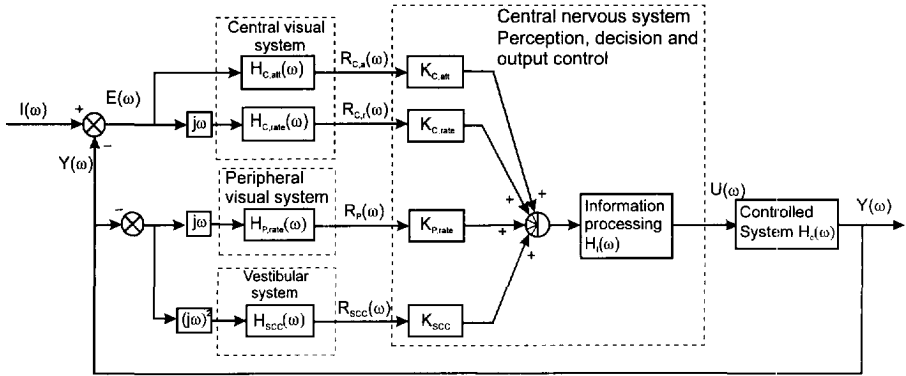 Central nervous system
Perception, decision and
output control
Central visual
system
H_C,att(ω)
R_C,a(ω)
K_C,att
I(ω)
+
E(ω)
jω
H_C,rate(ω)
R_C,r(ω)
K_C,rate
−
Y(ω)
Peripheral
visual system
−
jω
H_P,rate(ω)
R_P(ω)
K_P,rate
+
+
+
+
Information
processing
H_i(ω)
U(ω)
Controlled
System H_c(ω)
Y(ω)
Vestibular
system
(jω)²
H_SCC(ω)
R_SCC(ω)
K_SCC